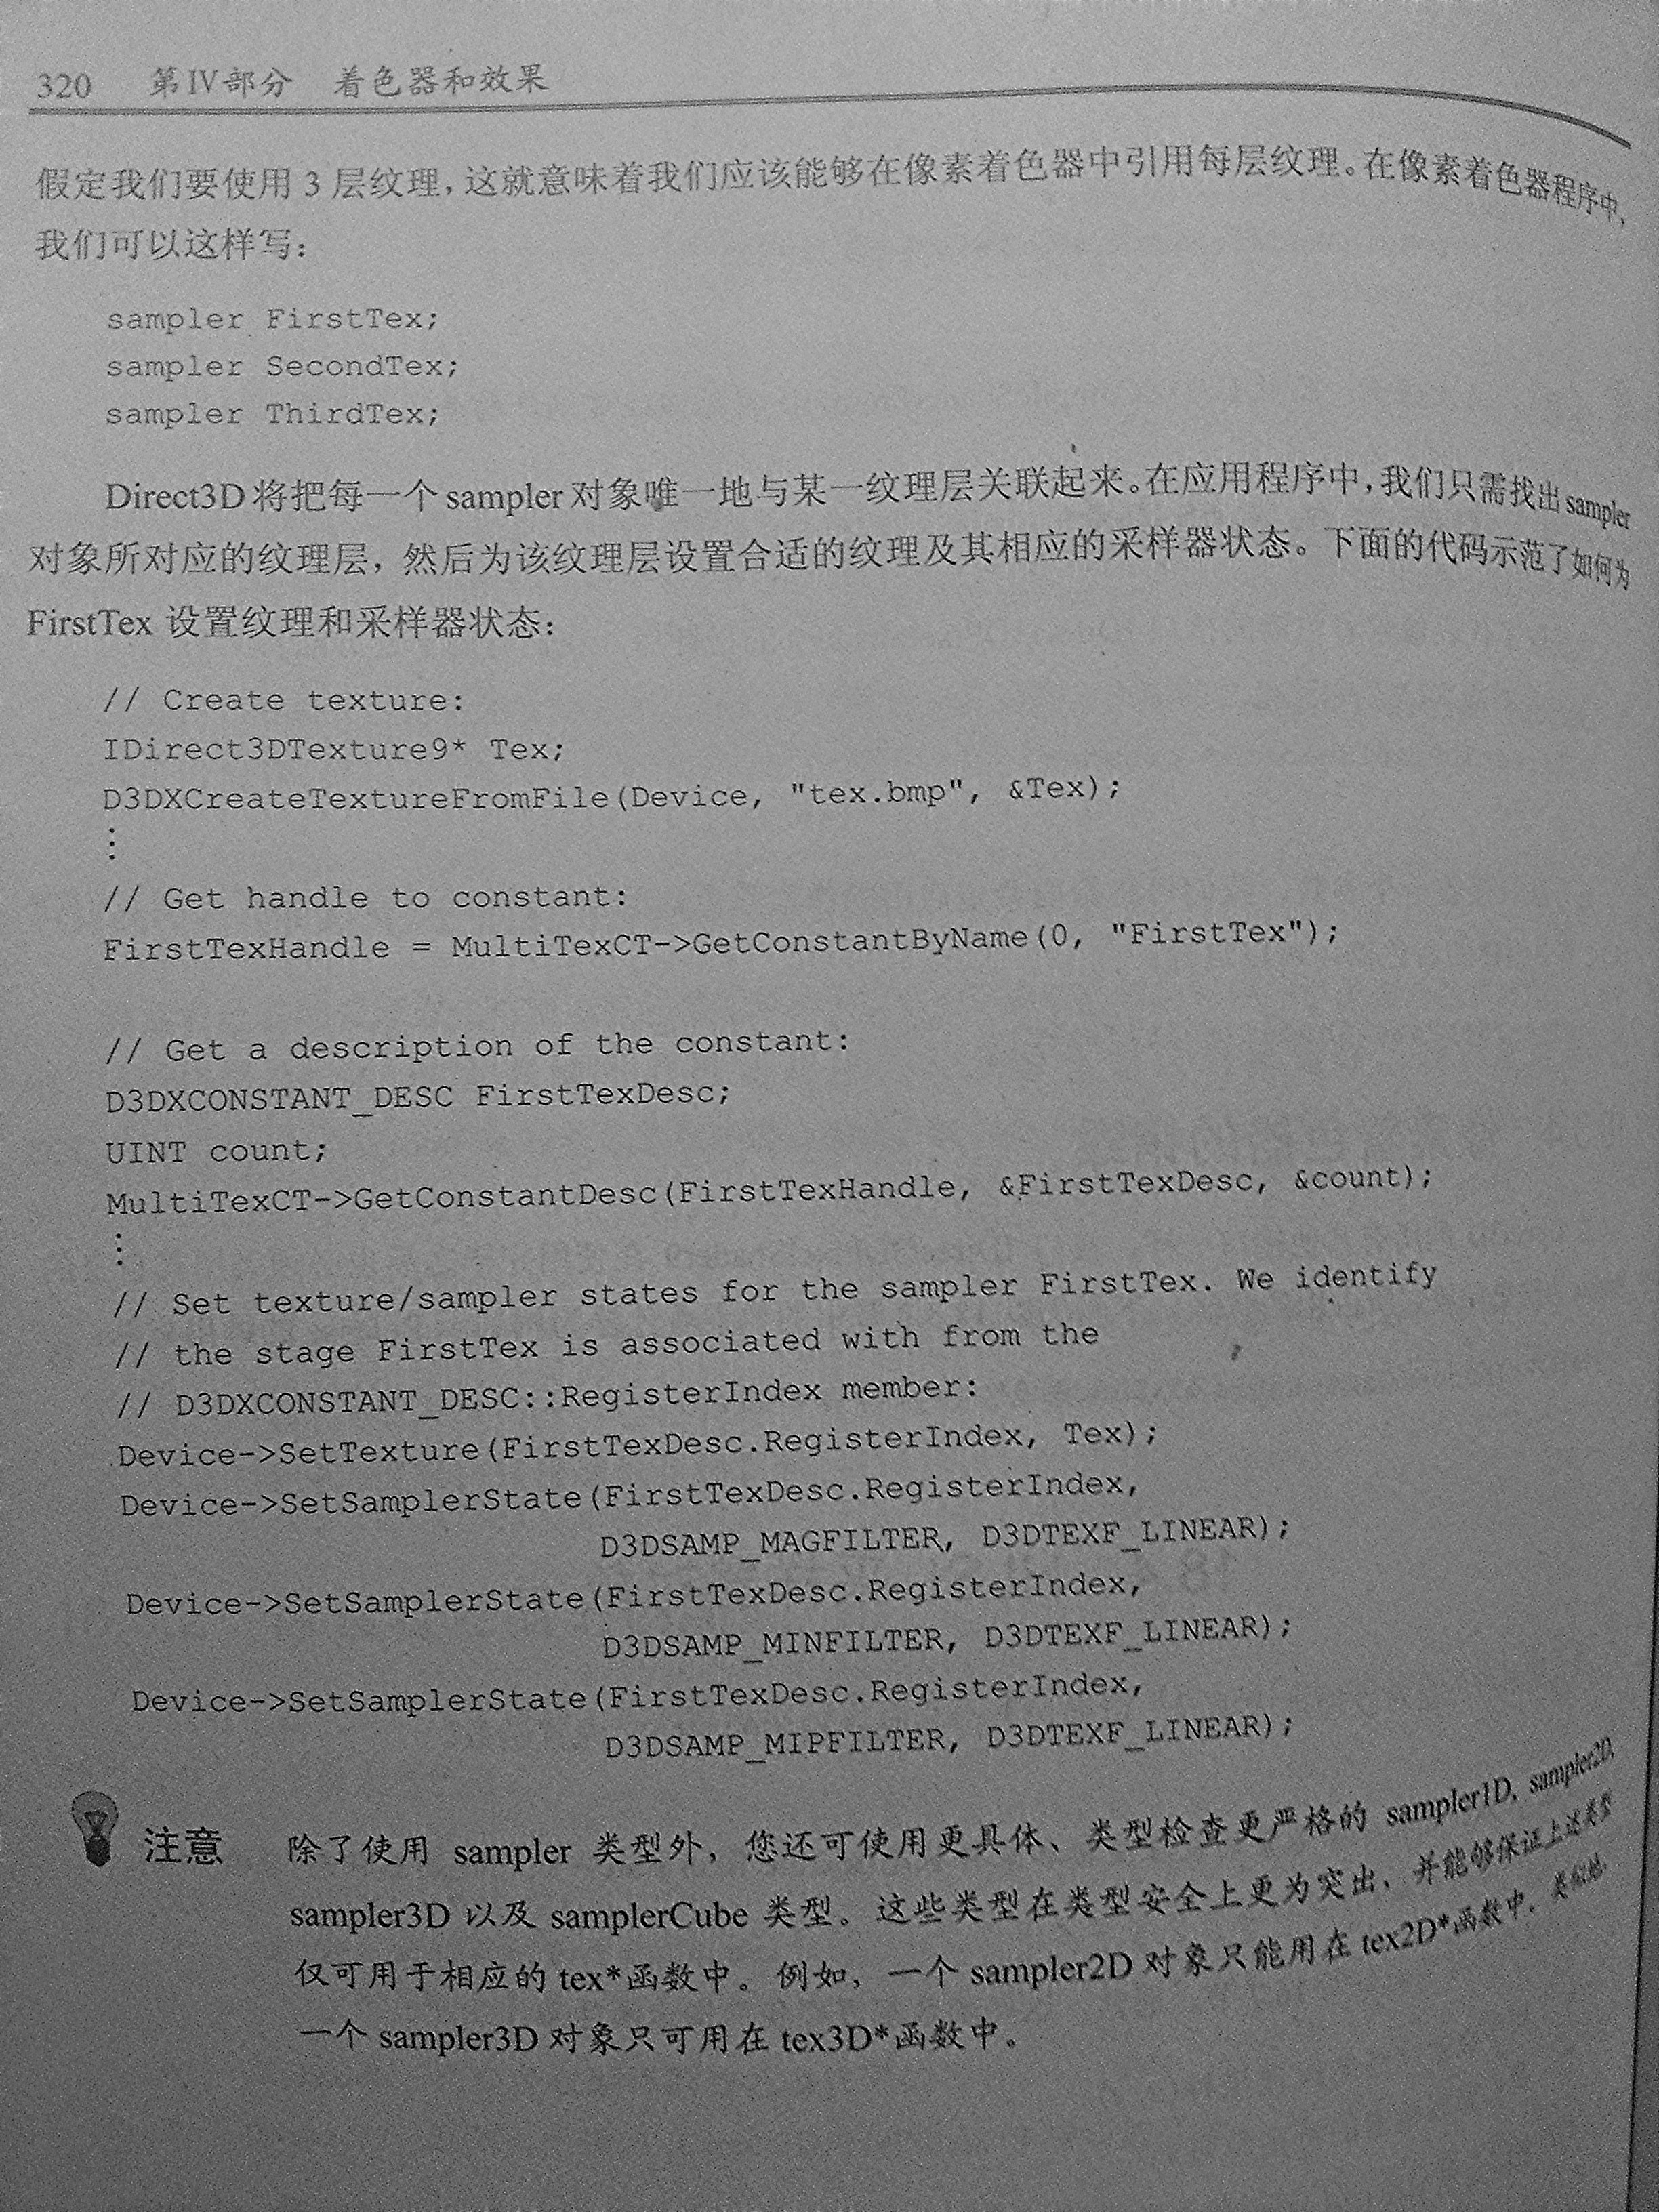 320 第IV部分 着色器和效果
假定我们要使用 3 层纹理,这就意味着我们应该能够在像素着色器中引用每层纹理。在像素着色器程序中,
我们可以这样写:
sampler FirstTex;
sampler SecondTex;
sampler ThirdTex;
Direct3D 将把每一个 sampler 对象唯一地与某一纹理层关联起来。在应用程序中,我们只需找出 sampler
对象所对应的纹理层，然后为该纹理层设置合适的纹理及其相应的采样器状态。下面的代码示范了如何为
FirstTex 设置纹理和采样器状态:
// Create texture:
IDirect3DTexture9* Tex;
D3DXCreateTextureFromFile(Device, "tex.bmp", &Tex);
⋮
// Get handle to constant:
FirstTexHandle = MultiTexCT->GetConstantByName(0, "FirstTex");
// Get a description of the constant:
D3DXCONSTANT_DESC FirstTexDesc;
UINT count;
MultiTexCT->GetConstantDesc(FirstTexHandle, &FirstTexDesc, &count);
⋮
// Set texture/sampler states for the sampler FirstTex. We identify
// the stage FirstTex is associated with from the
// D3DXCONSTANT_DESC::RegisterIndex member:
Device->SetTexture(FirstTexDesc.RegisterIndex, Tex);
Device->SetSamplerState(FirstTexDesc.RegisterIndex,
D3DSAMP_MAGFILTER, D3DTEXF_LINEAR);
Device->SetSamplerState(FirstTexDesc.RegisterIndex,
D3DSAMP_MINFILTER, D3DTEXF_LINEAR);
Device->SetSamplerState(FirstTexDesc.RegisterIndex,
D3DSAMP_MIPFILTER, D3DTEXF_LINEAR);
注意 除了使用 sampler 类型外，您还可使用更具体、类型检查更严格的 sampler1D, sampler2D,
sampler3D 以及 samplerCube 类型。这些类型在类型安全上更为突出、并能够保证上述类型
仅可用于相应的 tex*函数中。例如，一个 sampler2D 对象只能用在 tex2D*函数中，类似地,
一个 sampler3D 对象只可用在 tex3D*函数中。